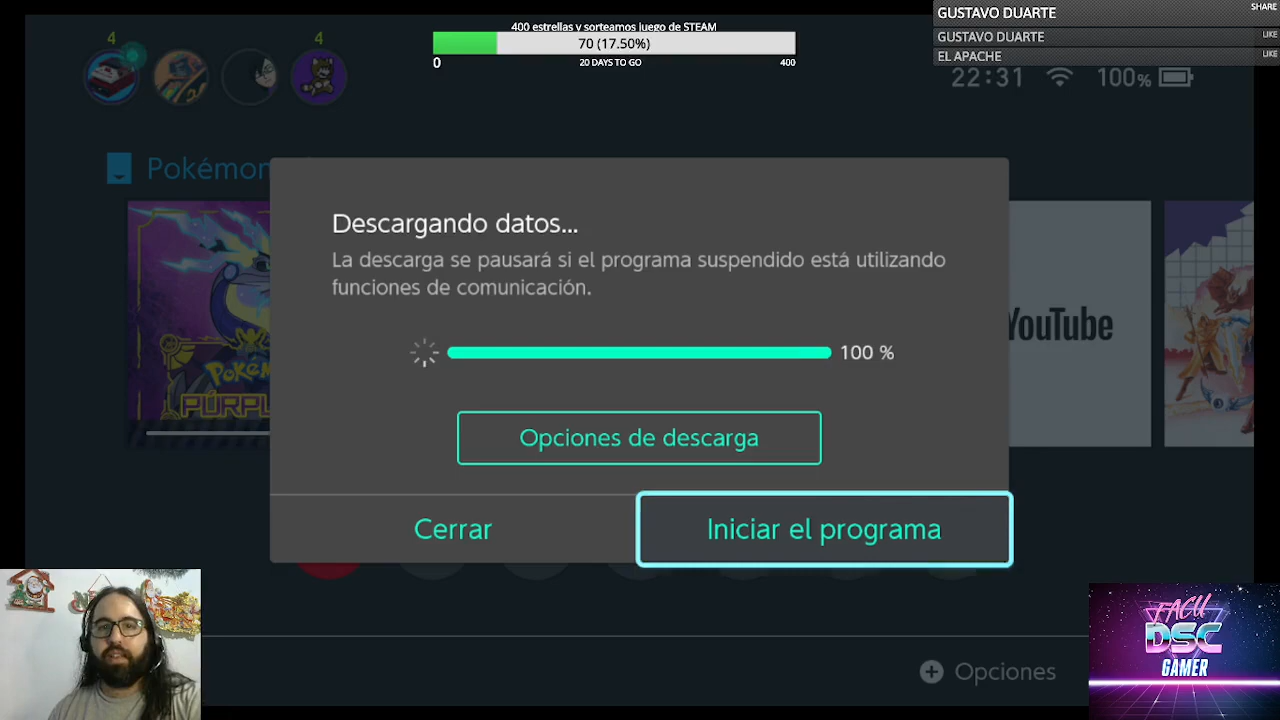 400 estrellas y sorteamos juego de STEAM
70 (17.50%)
0
20 DAYS TO GO
400
GUSTAVO DUARTE
SHARE
GUSTAVO DUARTE
LIKE
EL APACHE
LIKE
4
4
22:31
100%
Pokémon
Descargando datos...
La descarga se pausará si el programa suspendido está utilizando
funciones de comunicación.
100 %
YouTube
Opciones de descarga
Cerrar
Iniciar el programa
Opciones
FACU
DSC
GAMER